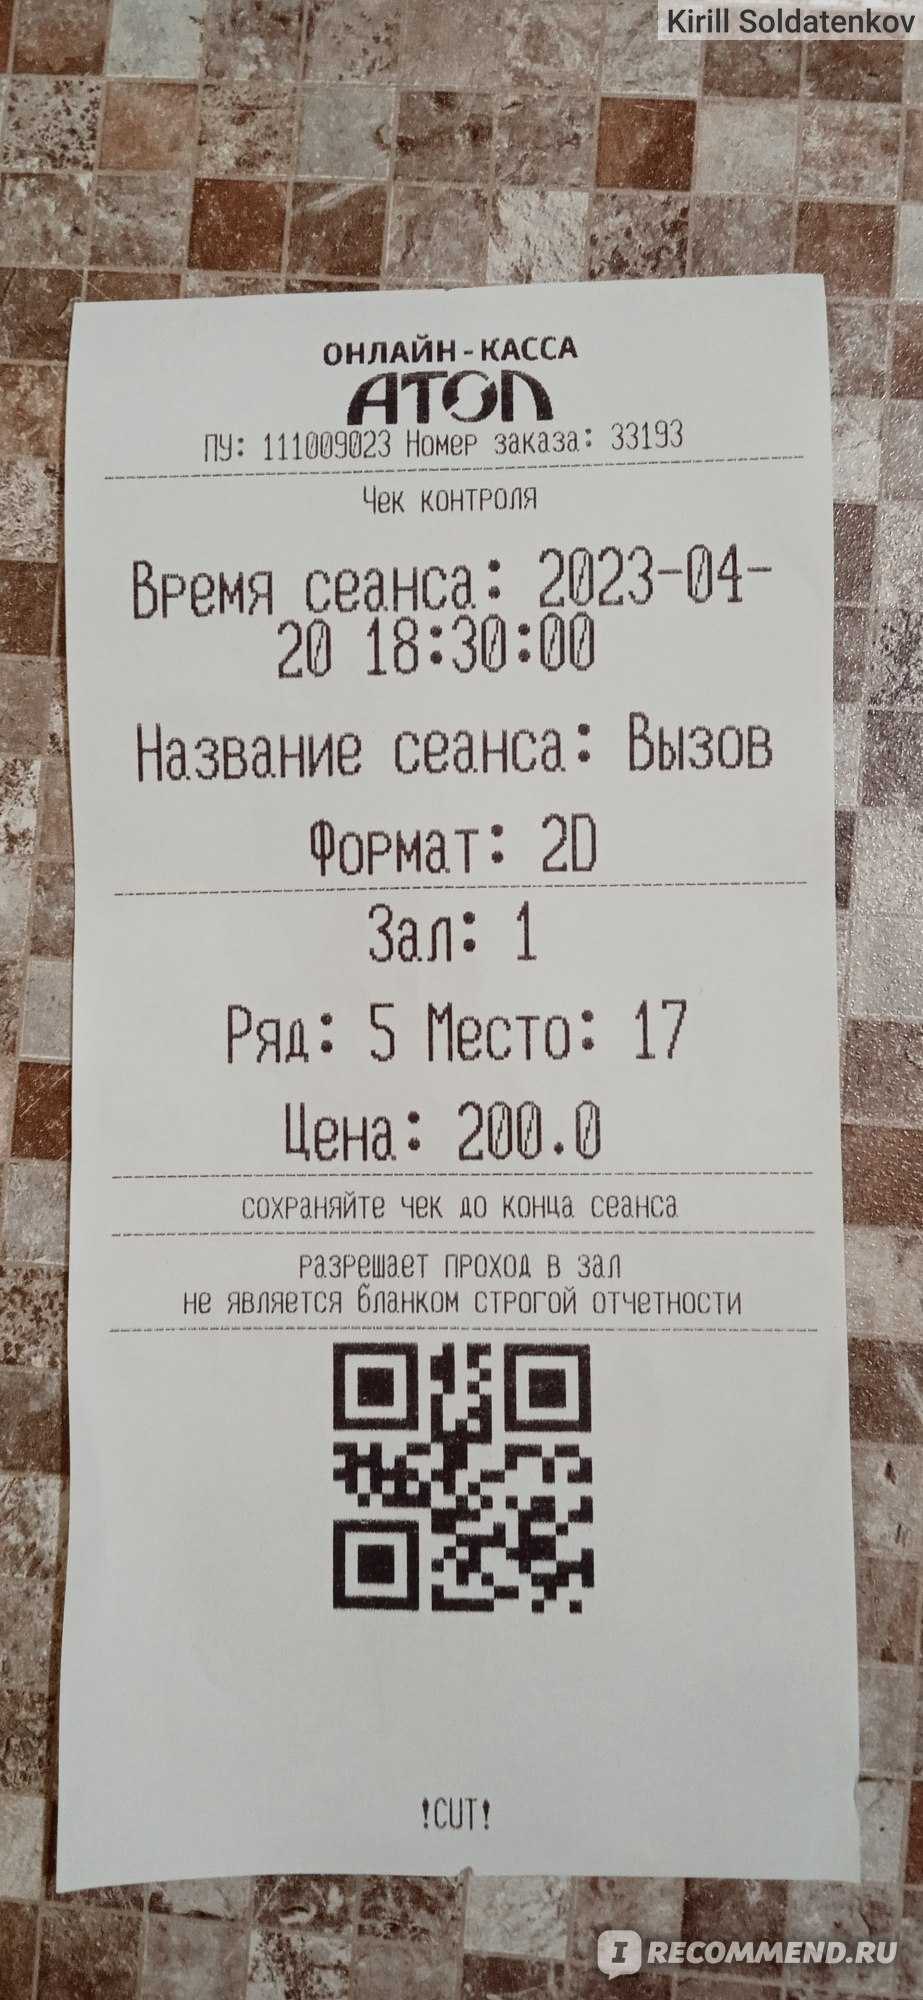 Kirill Soldatenkov
ОНЛАЙН-КАССА
АТОЛ
ПУ: 111009023 Номер заказа: 33193
Чек контроля
Время сеанса: 2023-04-
20 18:30:00
Название сеанса: Вызов
Формат: 2D
Зал: 1
Ряд: 5 Место: 17
Цена: 200.0
сохраняйте чек до конца сеанса
разрешает проход в зал
не является бланком строгой отчетности
!CUT!
I RECOMMEND.RU